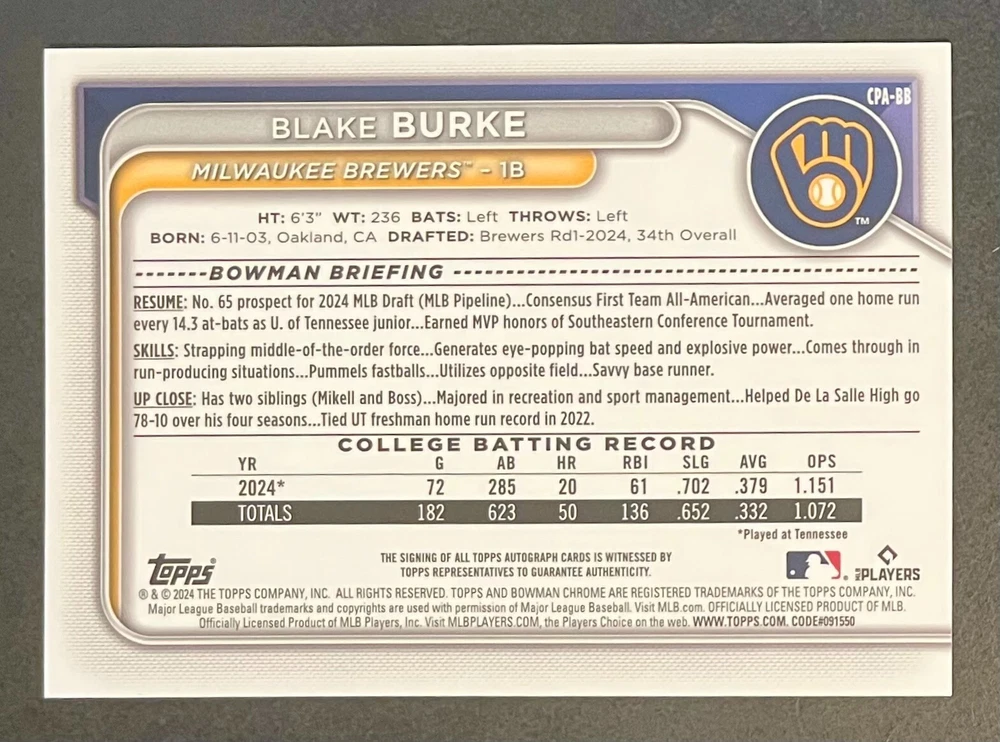 CPA-BB
BLAKE BURKE
MILWAUKEE BREWERS™ - 1B
TM
HT: 6'3" WT: 236 BATS: Left THROWS: Left
BORN: 6-11-03, Oakland, CA DRAFTED: Brewers Rd1-2024, 34th Overall
-------BOWMAN BRIEFING ---------------------------------------------
RESUME: No. 65 prospect for 2024 MLB Draft (MLB Pipeline)...Consensus First Team All-American...Averaged one home run
every 14.3 at-bats as U. of Tennessee junior...Earned MVP honors of Southeastern Conference Tournament.
SKILLS: Strapping middle-of-the-order force...Generates eye-popping bat speed and explosive power...Comes through in
run-producing situations...Pummels fastballs...Utilizes opposite field...Savvy base runner.
UP CLOSE: Has two siblings (Mikell and Boss)...Majored in recreation and sport management...Helped De La Salle High go
78-10 over his four seasons...Tied UT freshman home run record in 2022.
COLLEGE BATTING RECORD
YR G AB HR RBI SLG AVG OPS
2024* 72 285 20 61 .702 .379 1.151
TOTALS 182 623 50 136 .652 .332 1.072
*Played at Tennessee
Topps®
THE SIGNING OF ALL TOPPS AUTOGRAPH CARDS IS WITNESSED BY
TOPPS REPRESENTATIVES TO GUARANTEE AUTHENTICITY.
®
MLB PLAYERS
® & © 2024 THE TOPPS COMPANY, INC. ALL RIGHTS RESERVED. TOPPS AND BOWMAN CHROME ARE REGISTERED TRADEMARKS OF THE TOPPS COMPANY, INC.
Major League Baseball trademarks and copyrights are used with permission of Major League Baseball. Visit MLB.com. OFFICIALLY LICENSED PRODUCT OF MLB.
Officially Licensed Product of MLB Players, Inc. Visit MLBPLAYERS.COM, the Players Choice on the web. WWW.TOPPS.COM. CODE#091550